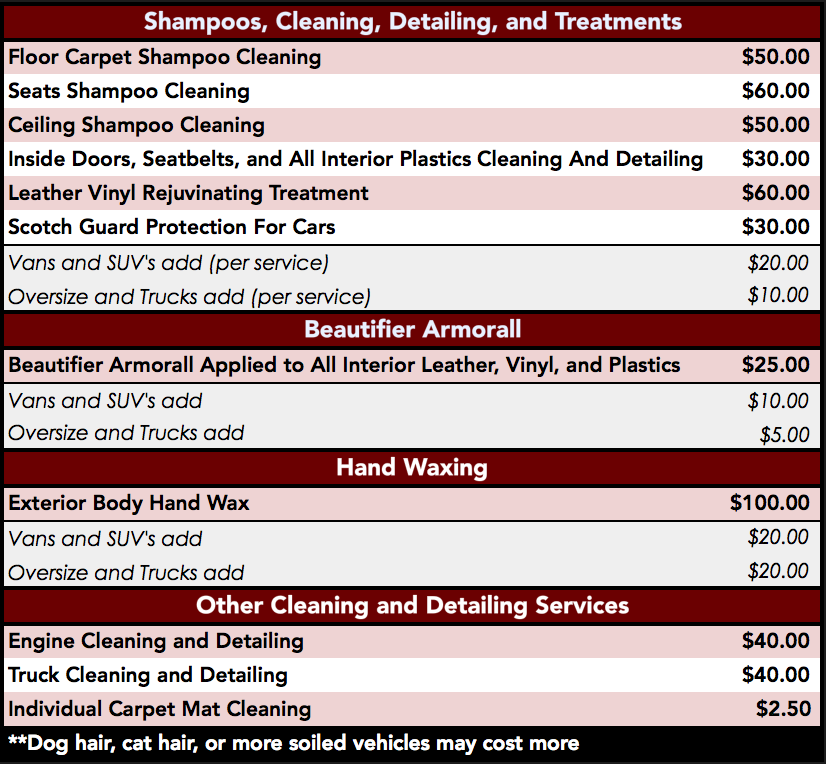 Shampoos, Cleaning, Detailing, and Treatments
Floor Carpet Shampoo Cleaning $50.00
Seats Shampoo Cleaning $60.00
Ceiling Shampoo Cleaning $50.00
Inside Doors, Seatbelts, and All Interior Plastics Cleaning And Detailing $30.00
Leather Vinyl Rejuvinating Treatment $60.00
Scotch Guard Protection For Cars $30.00
Vans and SUV's add (per service) $20.00
Oversize and Trucks add (per service) $10.00
Beautifier Armorall
Beautifier Armorall Applied to All Interior Leather, Vinyl, and Plastics $25.00
Vans and SUV's add $10.00
Oversize and Trucks add $5.00
Hand Waxing
Exterior Body Hand Wax $100.00
Vans and SUV's add $20.00
Oversize and Trucks add $20.00
Other Cleaning and Detailing Services
Engine Cleaning and Detailing $40.00
Truck Cleaning and Detailing $40.00
Individual Carpet Mat Cleaning $2.50
**Dog hair, cat hair, or more soiled vehicles may cost more